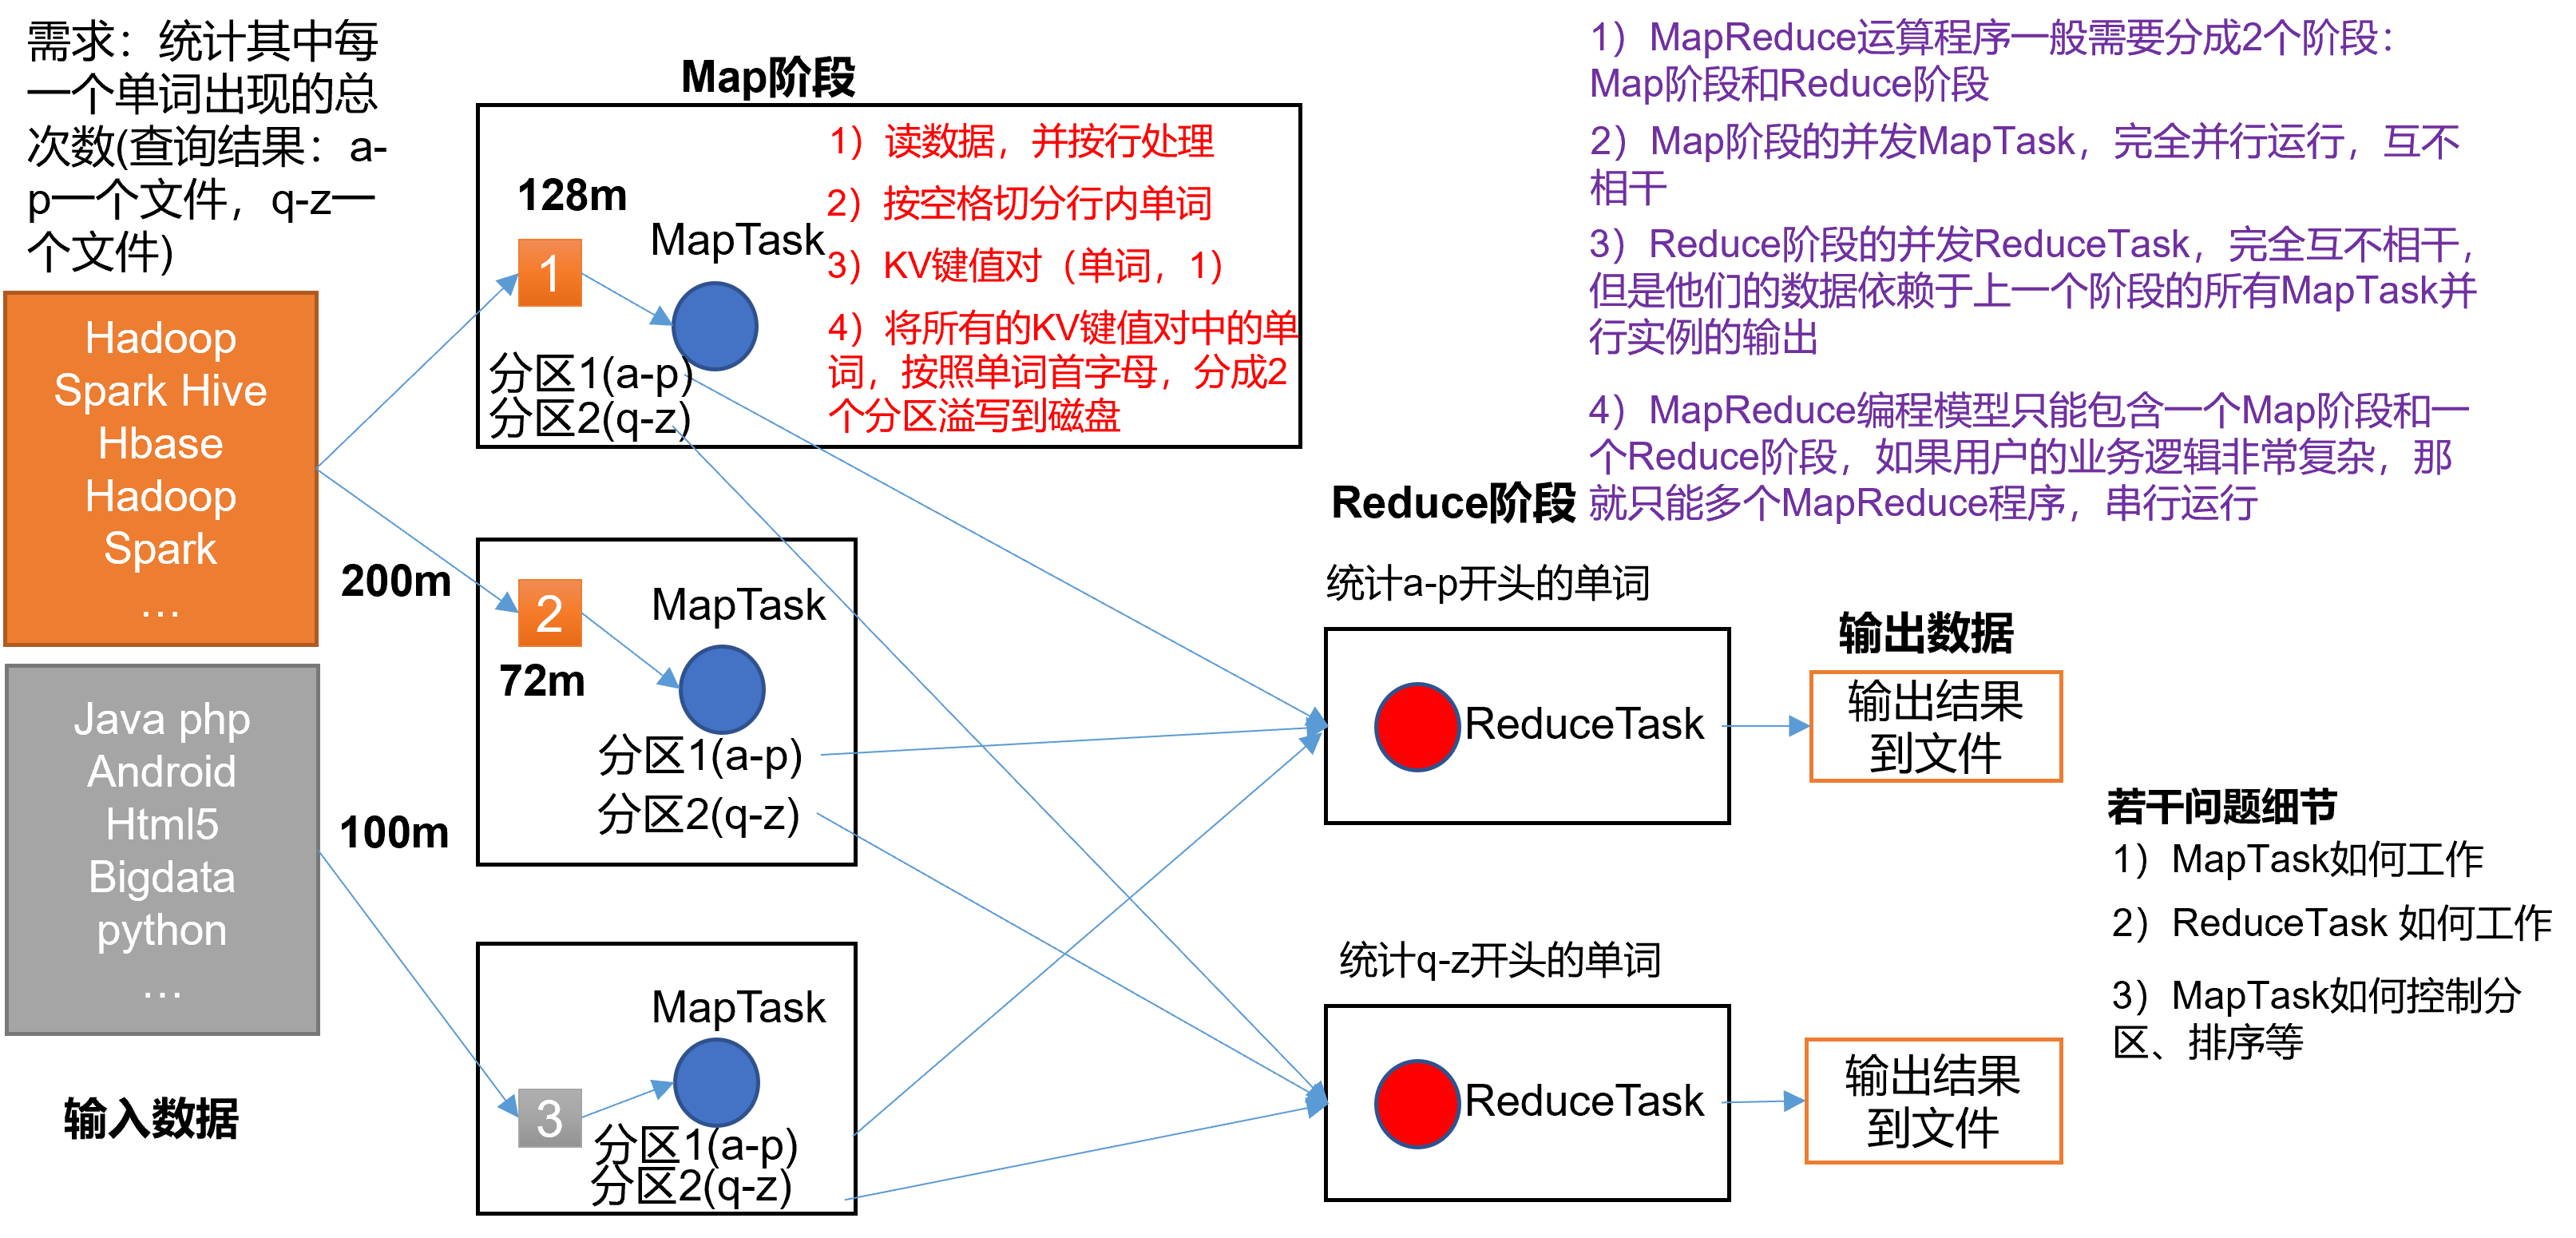 需求：统计其中每
一个单词出现的总
次数(查询结果：a-
p一个文件，q-z一
个文件)
Hadoop
Spark Hive
Hbase
Hadoop
Spark
…
200m
Java php
Android
Html5
Bigdata
python
…
100m
输入数据
Map阶段
128m
1
MapTask
分区1(a-p)
分区2(q-z)
1）读数据，并按行处理
2）按空格切分行内单词
3）KV键值对（单词，1）
4）将所有的KV键值对中的单
词，按照单词首字母，分成2
个分区溢写到磁盘
2
MapTask
72m
分区1(a-p)
分区2(q-z)
MapTask
3
分区1(a-p)
分区2(q-z)
Reduce阶段
统计a-p开头的单词
ReduceTask
输出数据
输出结果
到文件
统计q-z开头的单词
ReduceTask
输出结果
到文件
1）MapReduce运算程序一般需要分成2个阶段：
Map阶段和Reduce阶段
2）Map阶段的并发MapTask，完全并行运行，互不
相干
3）Reduce阶段的并发ReduceTask，完全互不相干，
但是他们的数据依赖于上一个阶段的所有MapTask并
行实例的输出
4）MapReduce编程模型只能包含一个Map阶段和一
个Reduce阶段，如果用户的业务逻辑非常复杂，那
就只能多个MapReduce程序，串行运行
若干问题细节
1）MapTask如何工作
2）ReduceTask 如何工作
3）MapTask如何控制分
区、排序等